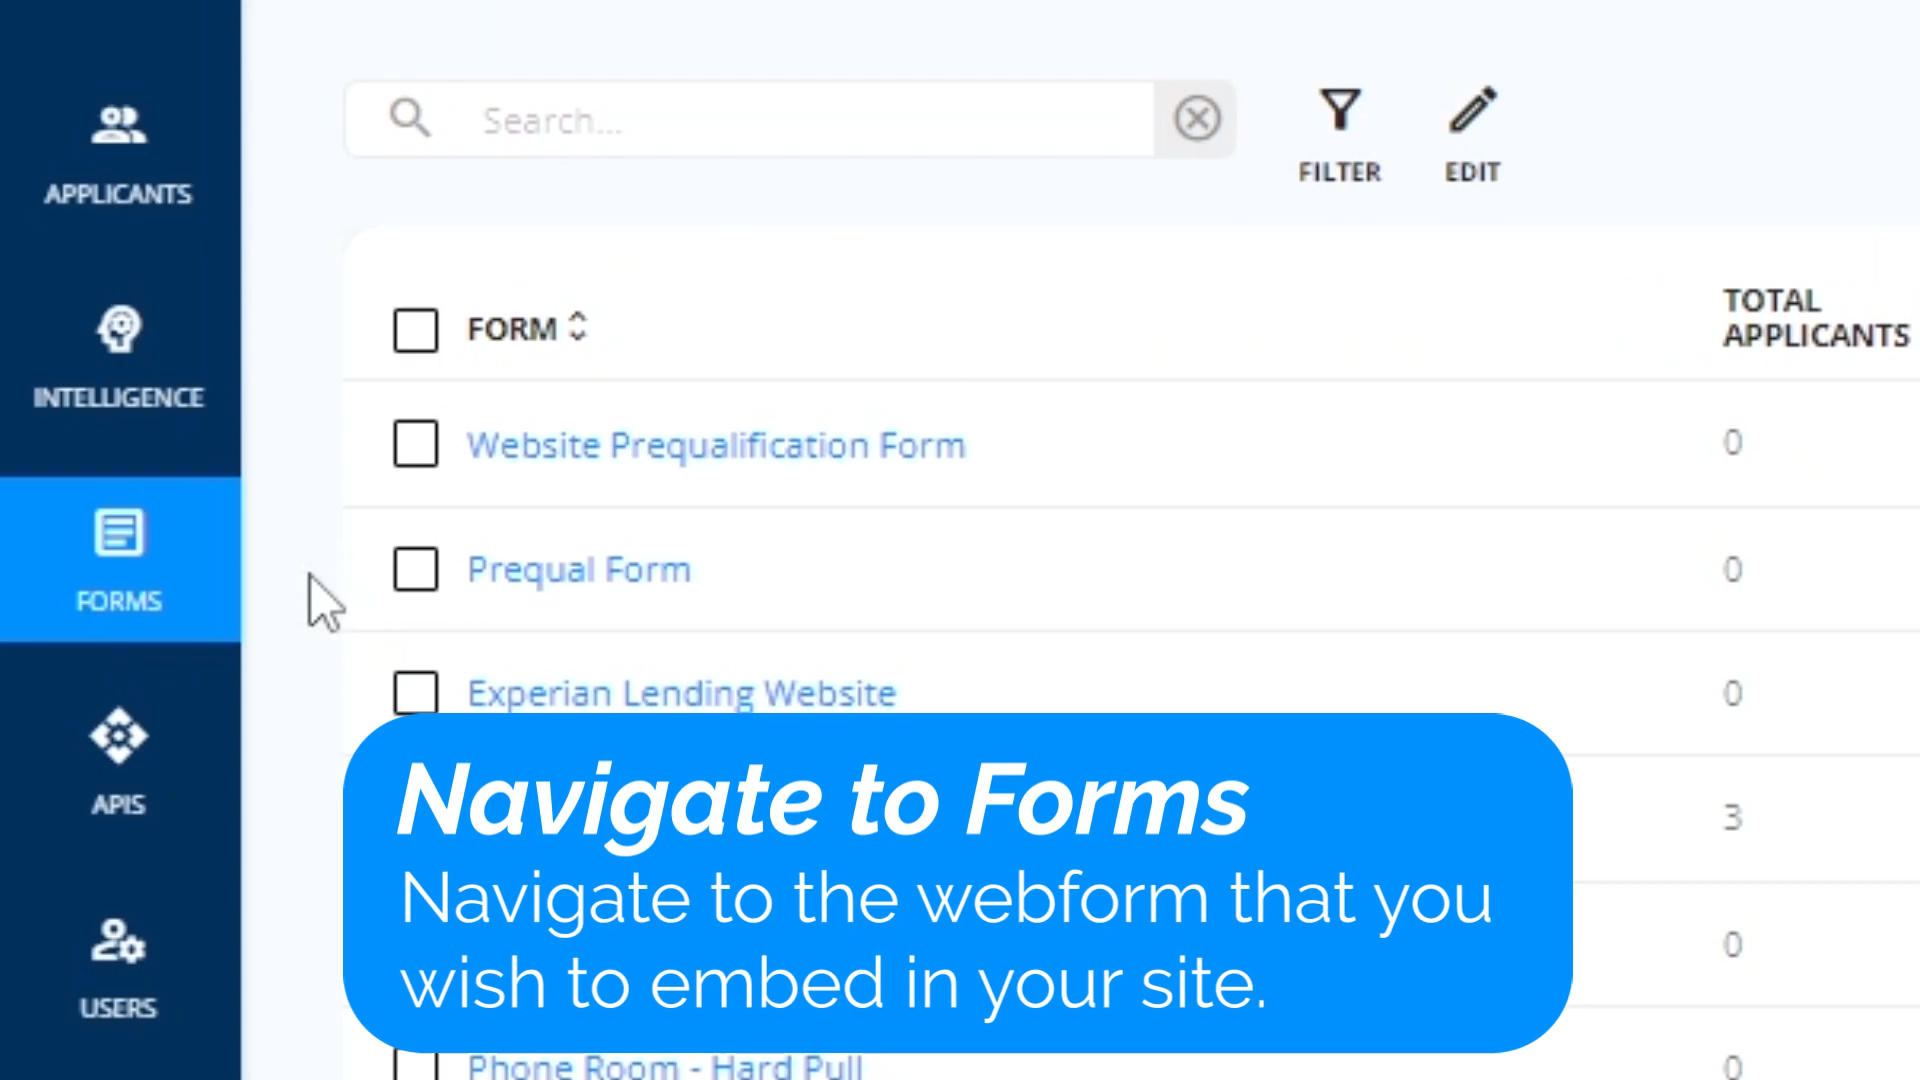 APPLICANTS
INTELLIGENCE
FORMS
APIS
USERS
Search...
FILTER
EDIT
FORM
TOTAL
APPLICANTS
Website Prequalification Form
0
Prequal Form
0
Experian Lending Website
0
3
0
Phone Room - Hard Pull
0
Navigate to Forms
Navigate to the webform that you
wish to embed in your site.